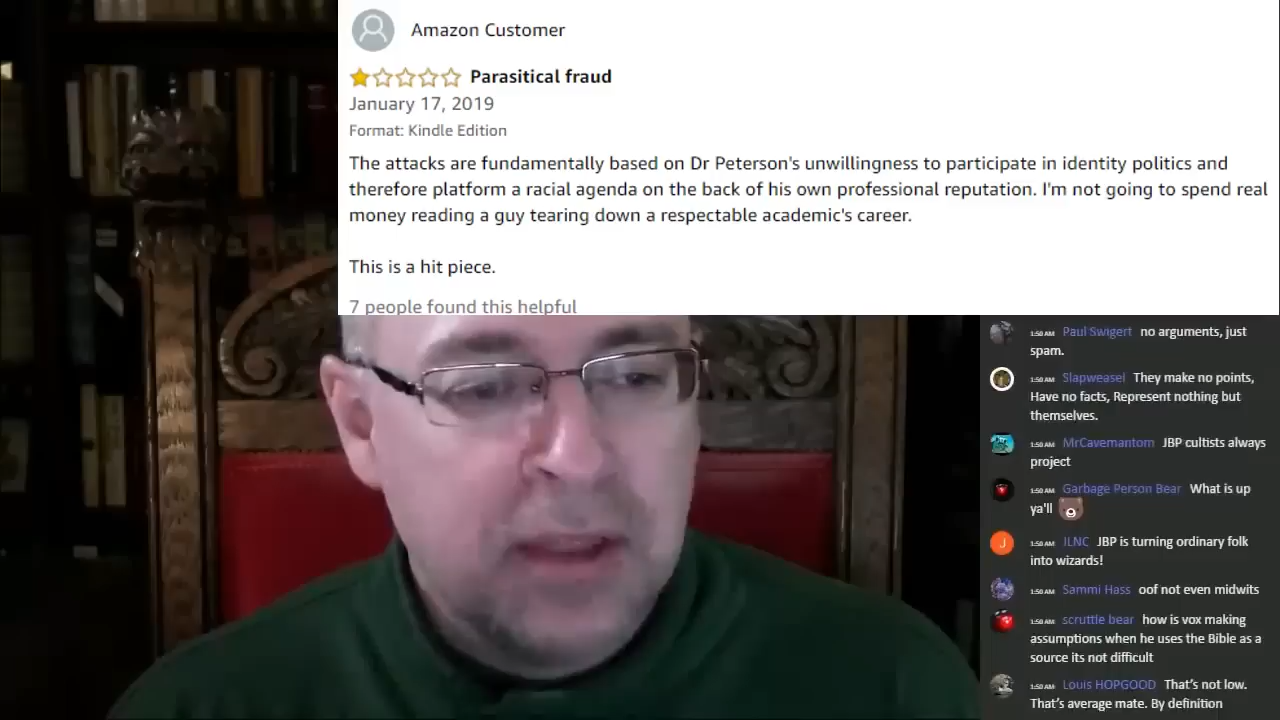 Amazon Customer
Parasitical fraud
January 17, 2019
Format: Kindle Edition
The attacks are fundamentally based on Dr Peterson's unwillingness to participate in identity politics and
therefore platform a racial agenda on the back of his own professional reputation. I'm not going to spend real
money reading a guy tearing down a respectable academic's career.
This is a hit piece.
7 people found this helpful
1:50 AM Paul Swigert no arguments, just
spam.
1:50 AM Slapweasel They make no points,
Have no facts, Represent nothing but
themselves.
1:50 AM MrCavemantom JBP cultists always
project
1:50 AM Garbage Person Bear What is up
ya'll
J 1:50 AM JLNC JBP is turning ordinary folk
into wizards!
1:50 AM Sammi Hass oof not even midwits
1:50 AM scruttle bear how is vox making
assumptions when he uses the Bible as a
source its not difficult
1:50 AM Louis HOPGOOD That's not low.
That's average mate. By definition